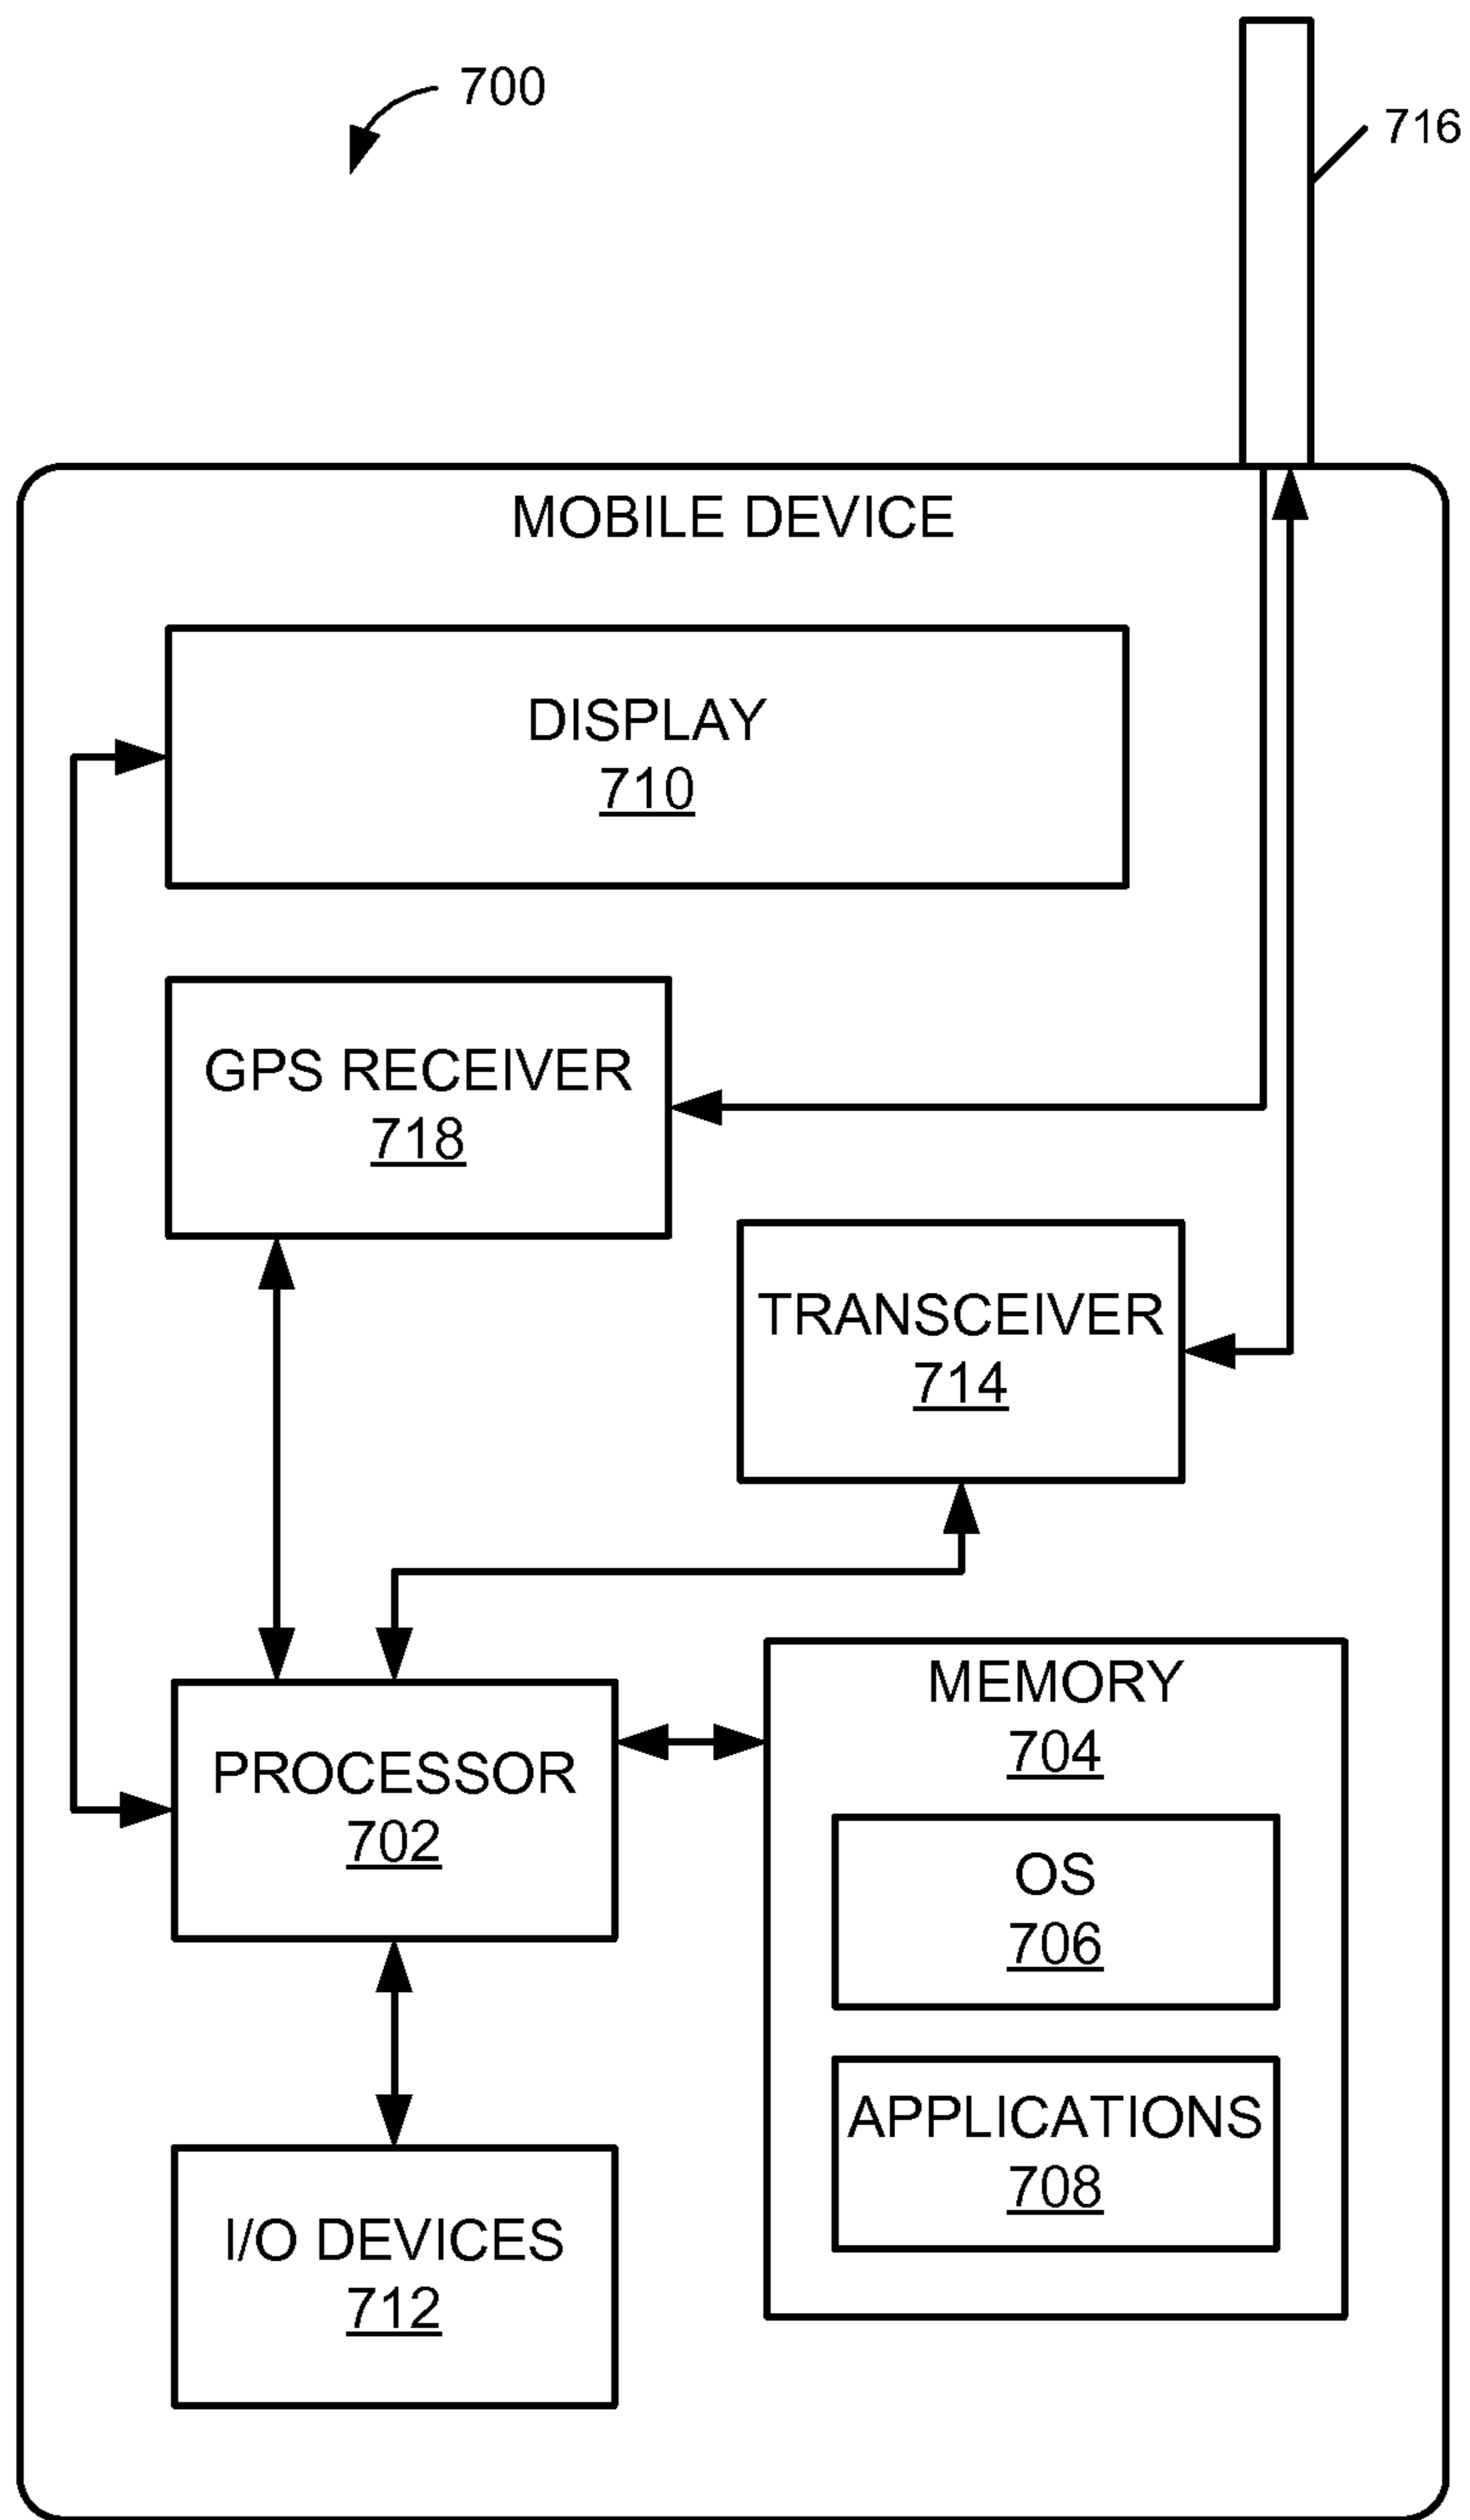 700
716
MOBILE DEVICE
DISPLAY
710
GPS RECEIVER
718
TRANSCEIVER
714
PROCESSOR
702
MEMORY
704
OS
706
APPLICATIONS
708
I/O DEVICES
712